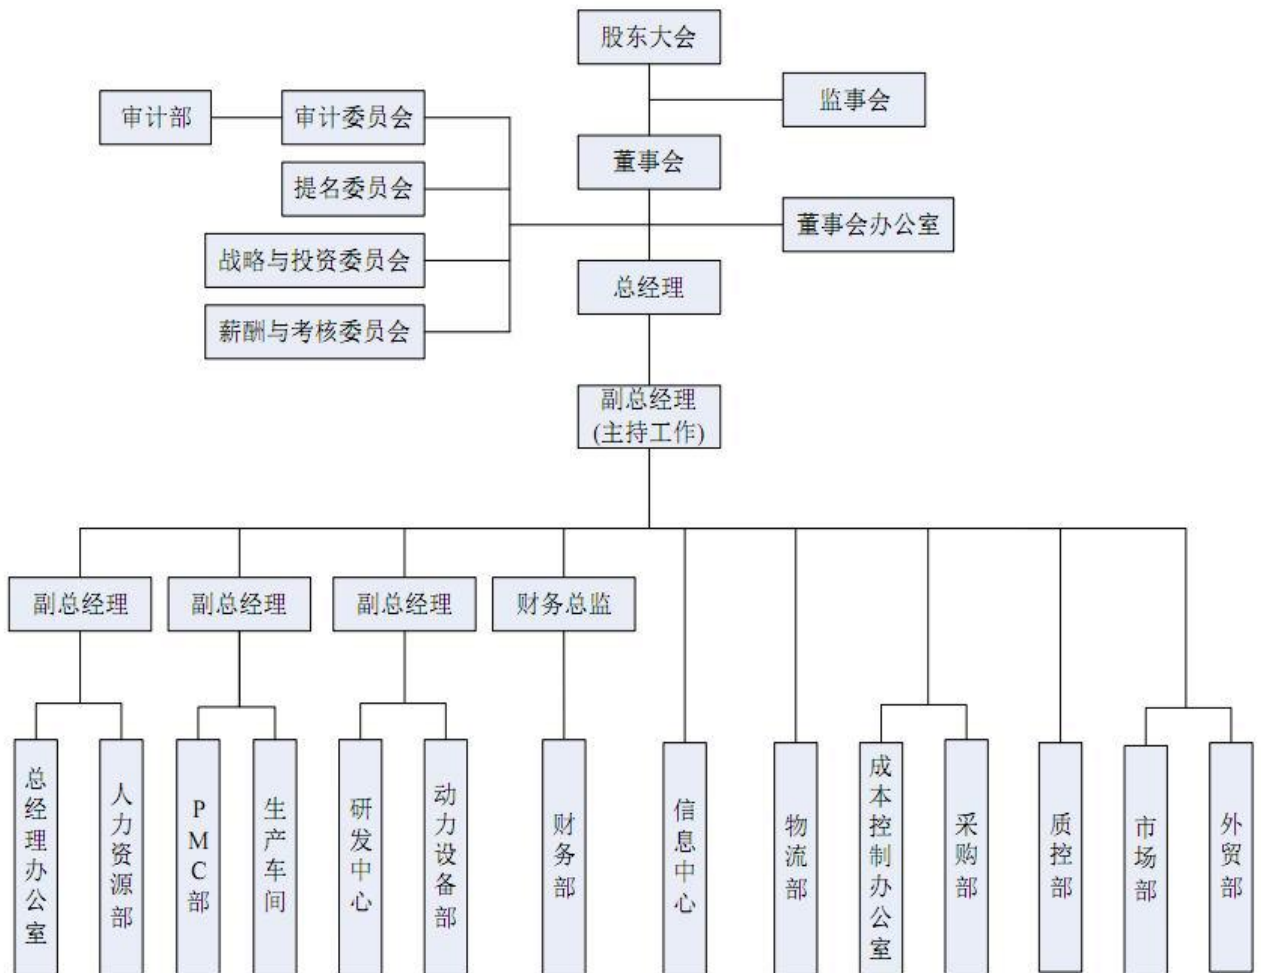 股东大会
监事会
审计部
审计委员会
董事会
提名委员会
董事会办公室
战略与投资委员会
总经理
薪酬与考核委员会
副总经理
(主持工作)
副总经理
副总经理
副总经理
财务总监
总经理办公室
人力资源部
PMC部
生产车间
研发中心
动力设备部
财务部
信息中心
物流部
成本控制办公室
采购部
质控部
市场部
外贸部